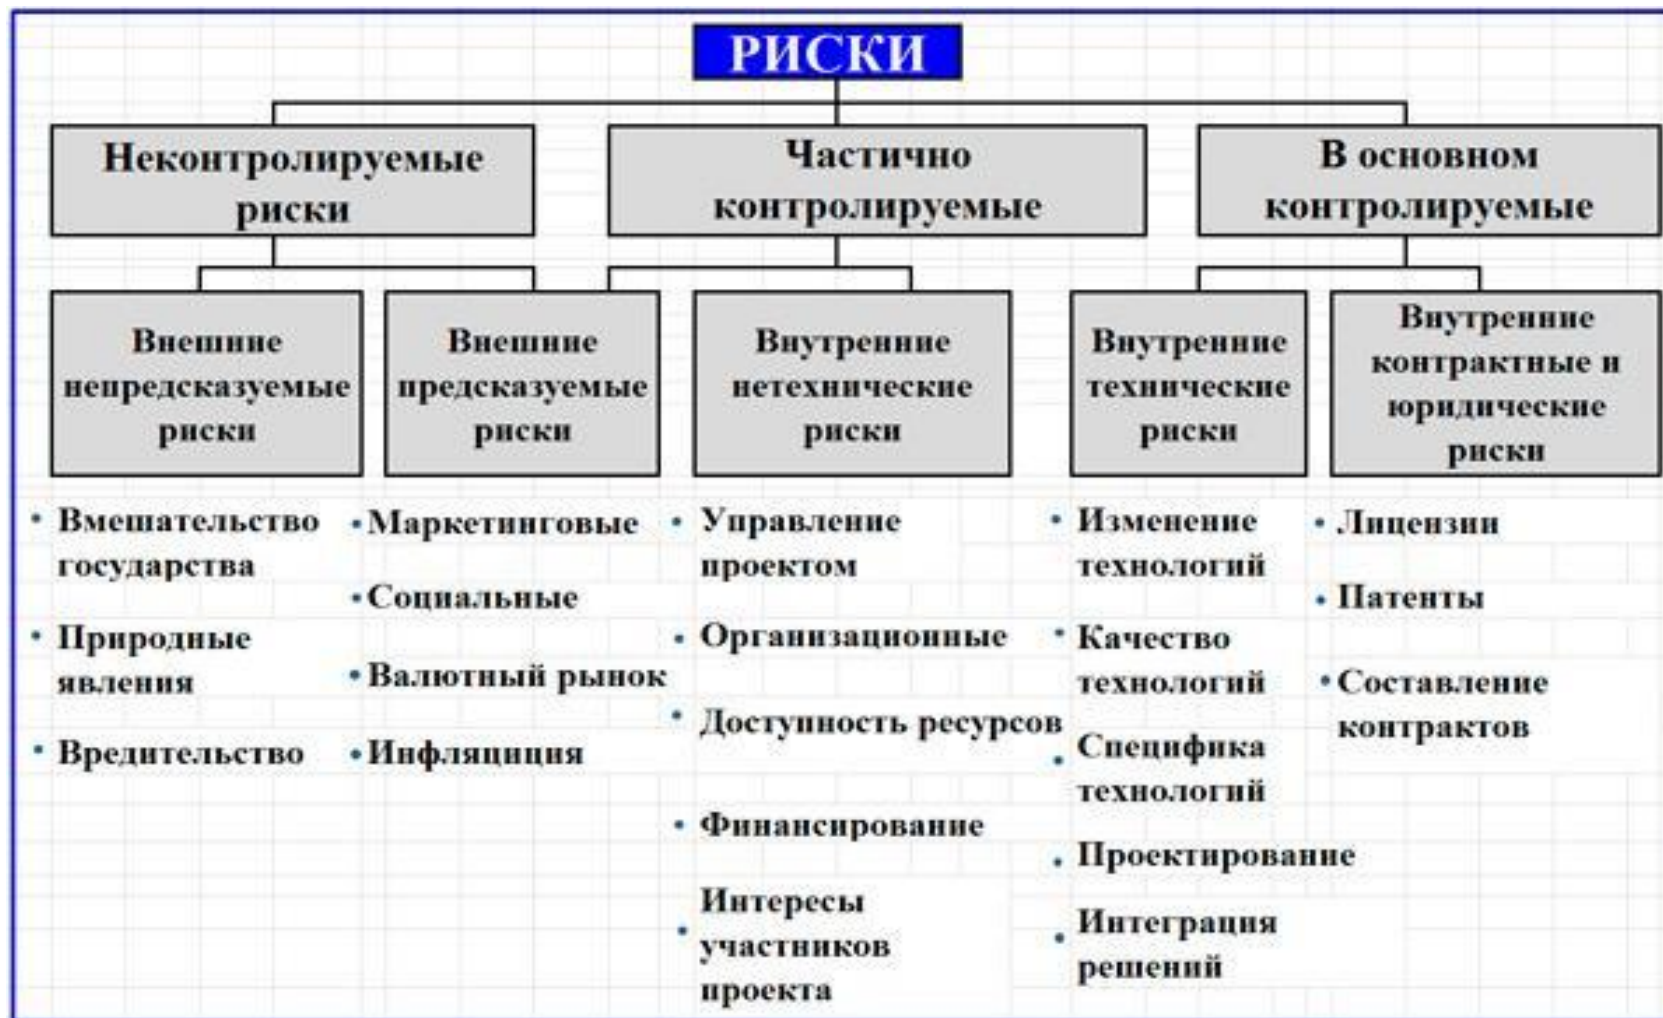 РИСКИ
Неконтролируемые
риски
Частично
контролируемые
В основном
контролируемые
Внешние
непредсказуемые
риски
Внешние
предсказуемые
риски
Внутренние
нетехнические
риски
Внутренние
технические
риски
Внутренние
контрактные и
юридические
риски
• Вмешательство
государства
• Природные
явления
• Вредительство
• Маркетинговые
• Социальные
• Валютный рынок
• Инфляциция
• Управление
проектом
• Организационные
• Доступность ресурсов
• Финансирование
• Интересы
участников
проекта
• Изменение
технологий
• Качество
технологий
• Специфика
технологий
• Проектирование
• Интеграция
решений
• Лицензии
• Патенты
• Составление
контрактов